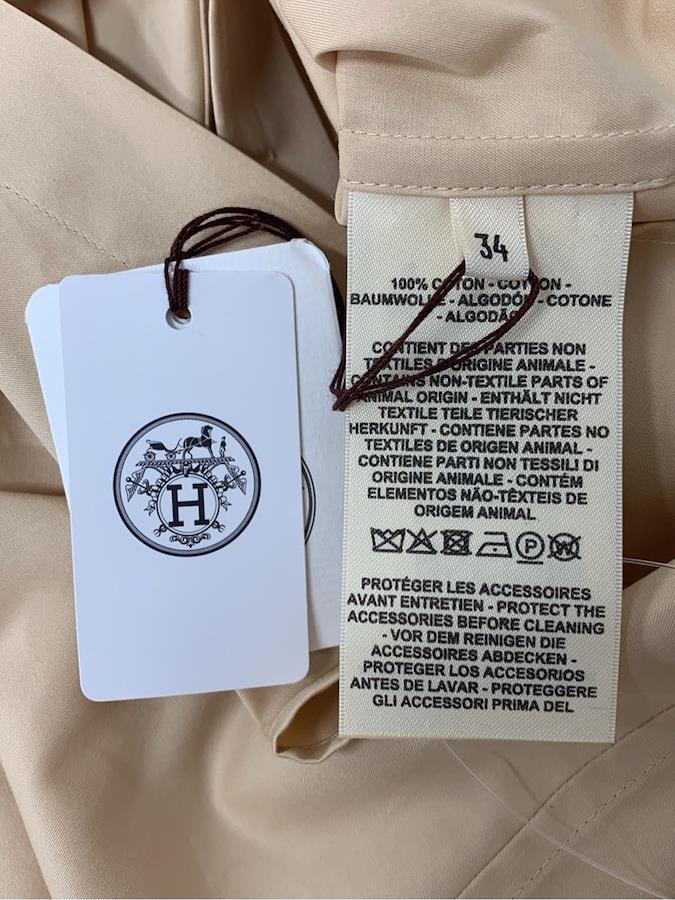 34
100% COTON - COTTON -
BAUMWOLLE - ALGODÓN - COTONE
- ALGODÃO
CONTIENT DES PARTIES NON
TEXTILES D'ORIGINE ANIMALE -
CONTAINS NON-TEXTILE PARTS OF
ANIMAL ORIGIN - ENTHÄLT NICHT
TEXTILE TEILE TIERISCHER
HERKUNFT - CONTIENE PARTES NO
TEXTILES DE ORIGEN ANIMAL -
CONTIENE PARTI NON TESSILI DI
ORIGINE ANIMALE - CONTÉM
ELEMENTOS NÃO-TÊXTEIS DE
ORIGEM ANIMAL
P
W
PROTÉGER LES ACCESSOIRES
AVANT ENTRETIEN - PROTECT THE
ACCESSORIES BEFORE CLEANING
- VOR DEM REINIGEN DIE
ACCESSOIRES ABDECKEN -
PROTEGER LOS ACCESORIOS
ANTES DE LAVAR - PROTEGGERE
GLI ACCESSORI PRIMA DEL
H